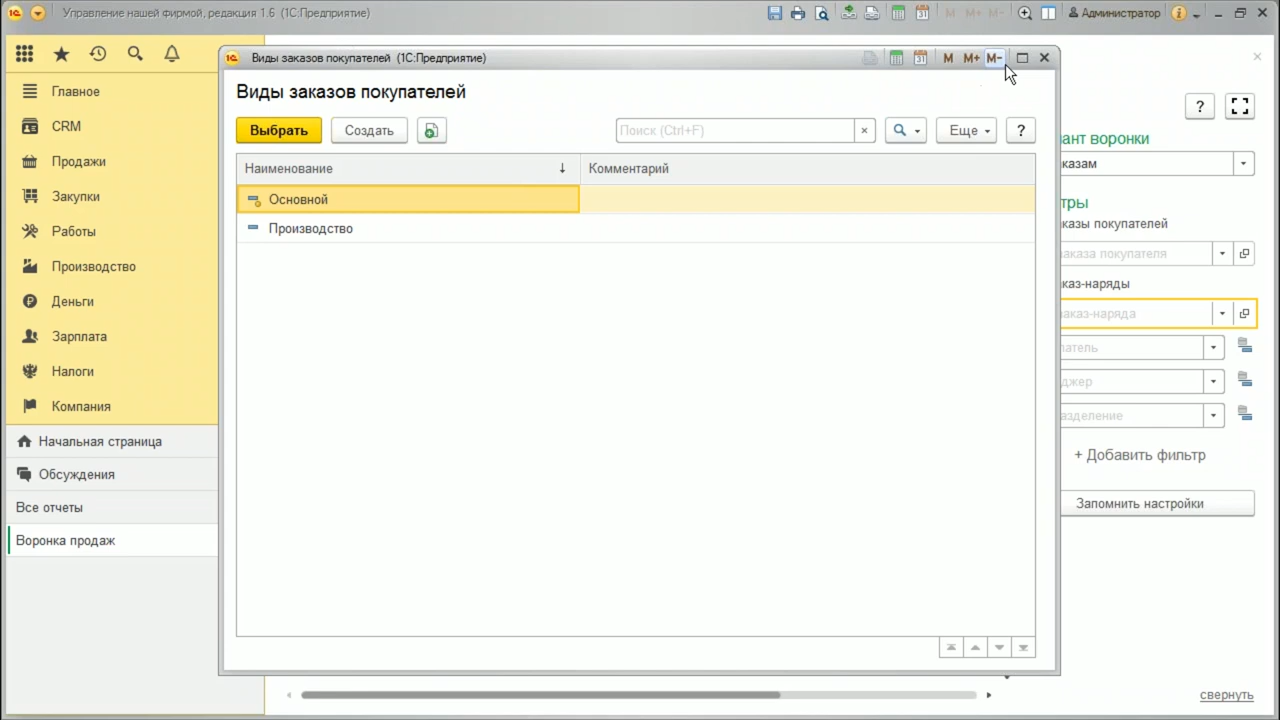 Управление нашей фирмой, редакция 1.6 (1С:Предприятие)
M M+ M-
Администратор
Главное
CRM
Продажи
Закупки
Работы
Производство
Деньги
Зарплата
Налоги
Компания
Начальная страница
Обсуждения
Все отчеты
Воронка продаж
Виды заказов покупателей (1С:Предприятие)
31
M M+ M-
Виды заказов покупателей
Выбрать
Создать
Поиск (Ctrl+F)
Еще
?
Наименование
Комментарий
Основной
Производство
?
ант воронки
казам
тры
казы покупателей
аказа покупателя
каз-наряды
аказ-наряда
патель
джер
азделение
+ Добавить фильтр
Запомнить настройки
свернуть